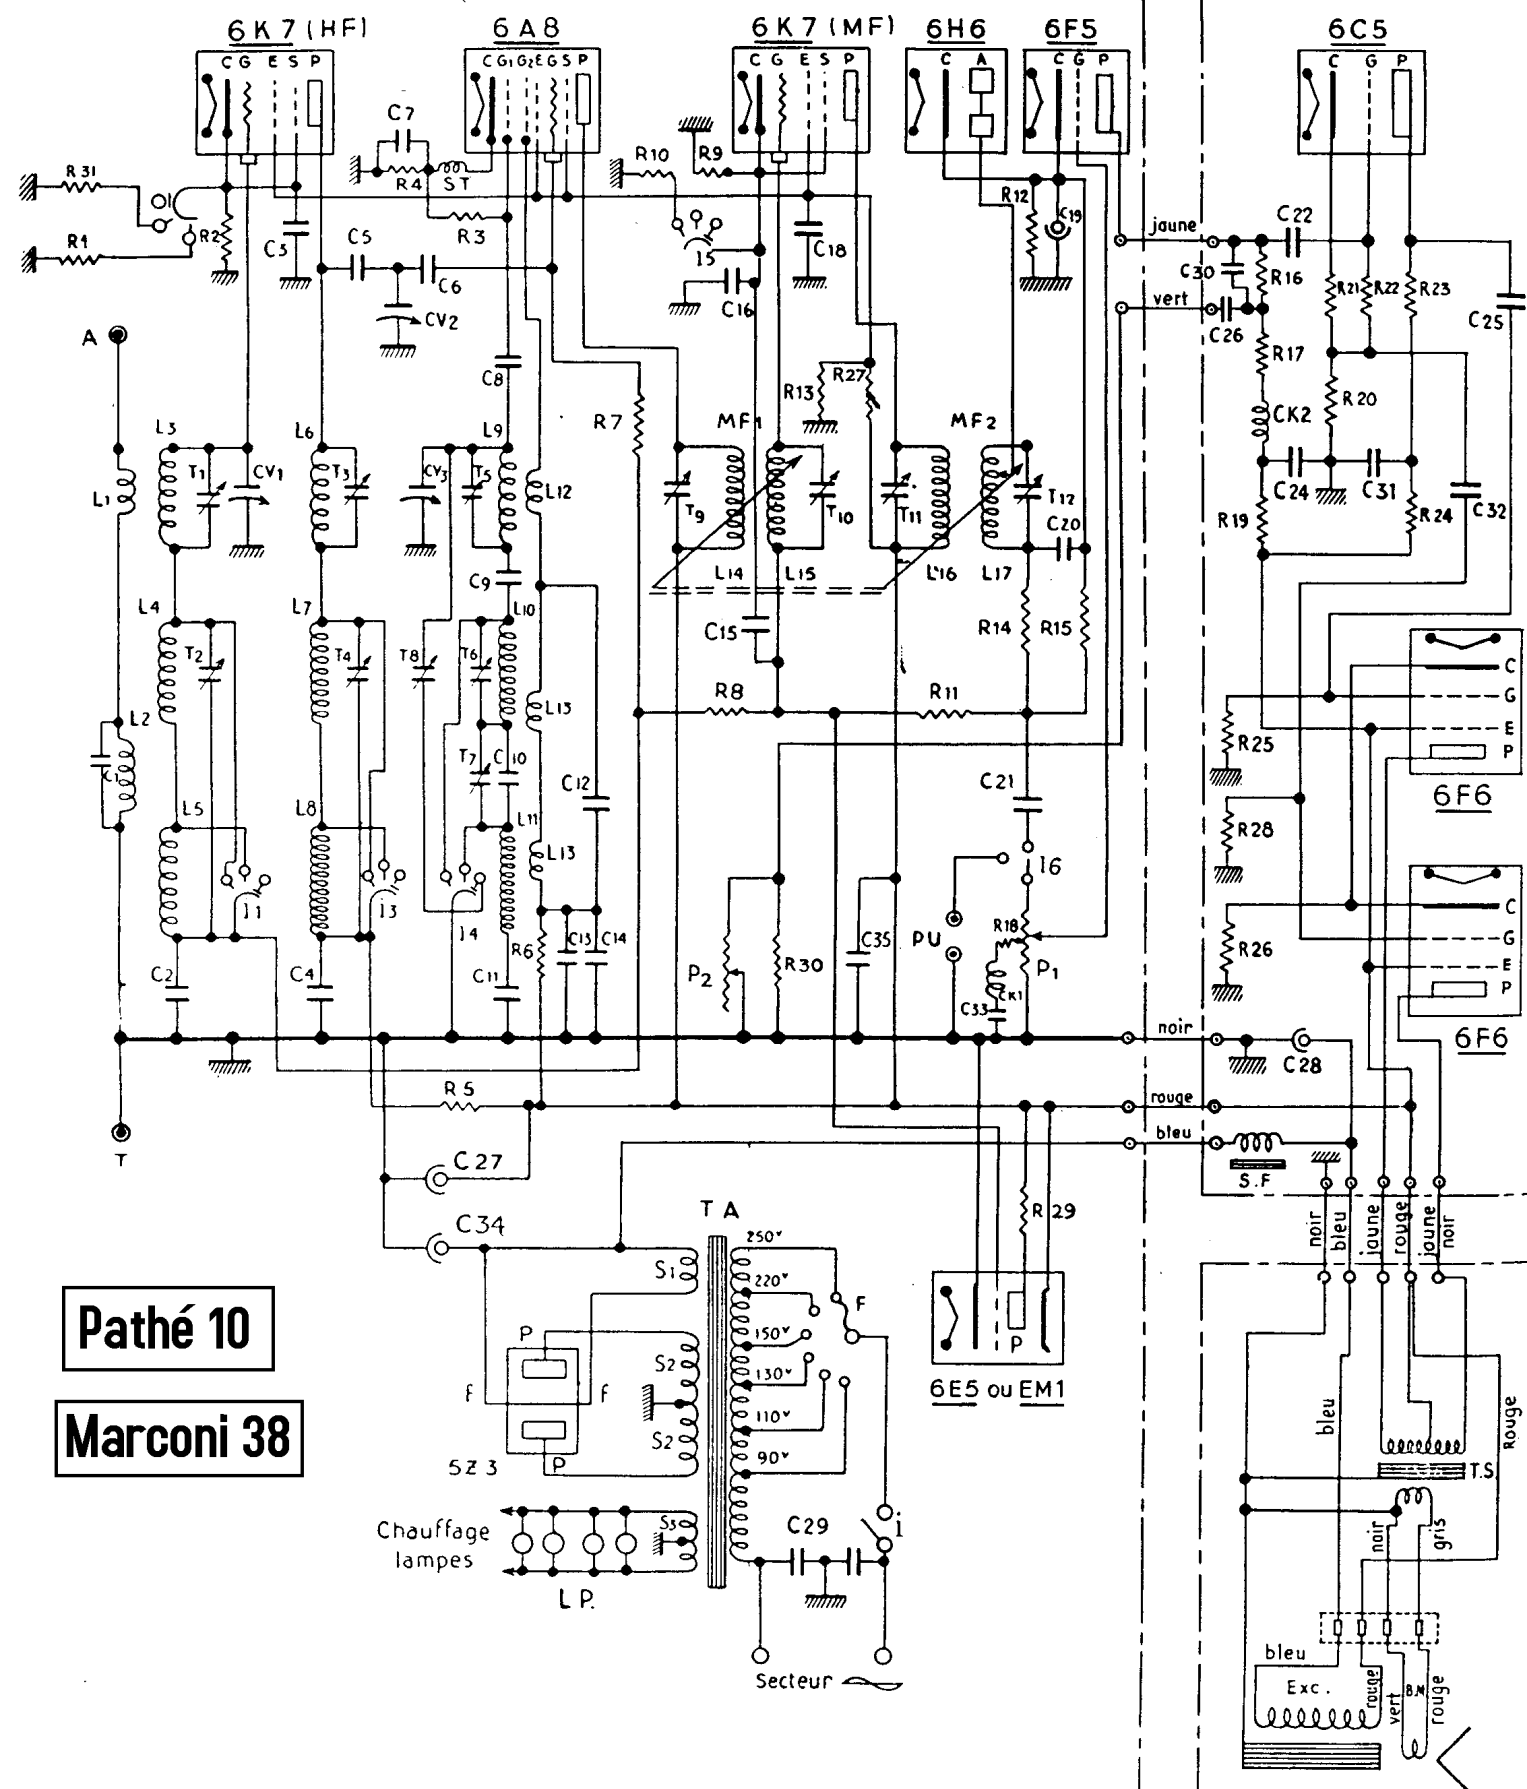 6K7 (HF) 6A8 6K7 (MF) 6H6 6F5 6C5
C G E S P
C G1 G2 E G S P
C G E S P
C A
C G P
C G P
C7
R31
R4 ST
R10 R9
R12 C19
jaune C22
R1 R2 C3 C5 R3 I5 C18
C30 R16
C6 C16 vert C26
R21 R22 R23
CV2 C25
A
C8 R13 R27 R17
R7 CK2 R20
L3 L6 L9 MF1 MF2
L1 T1 CV1 T3 CV3 T5 L12
T9 T10 T11 T12 C20
C24 C31 R19 R24 C32
C9 L14 L15 L16 L17
L4 L7 L10
T2 T4 T8 T6 C15 R14 R15
C
L2 L13 R8 R11 G
R25 E
C1 T7 C10 P
C12 C21 6F6
L5 L8 L11
R28
L13 I6
C
I1 I3 I4 R6 C13 C14 C35 PU R18 R26 G
E
C2 C4 C11 P2 R30 CK1 P1 P
C33
noir C28 6F6
R5 rouge
T bleu
C27 S.F
TA R29 noir bleu jaune rouge jaune noir
C34 250v
S1 220v F
Pathé 10
P 150v
S2 130v P
f f 6E5 ou EM1
110v bleu Rouge
Marconi 38
S2
5Z3 P 90v T.S.
S3 C29 i
Chauffage
lampes
noir gris
L P.
bleu
Secteur Exc. rouge vert B.M rouge